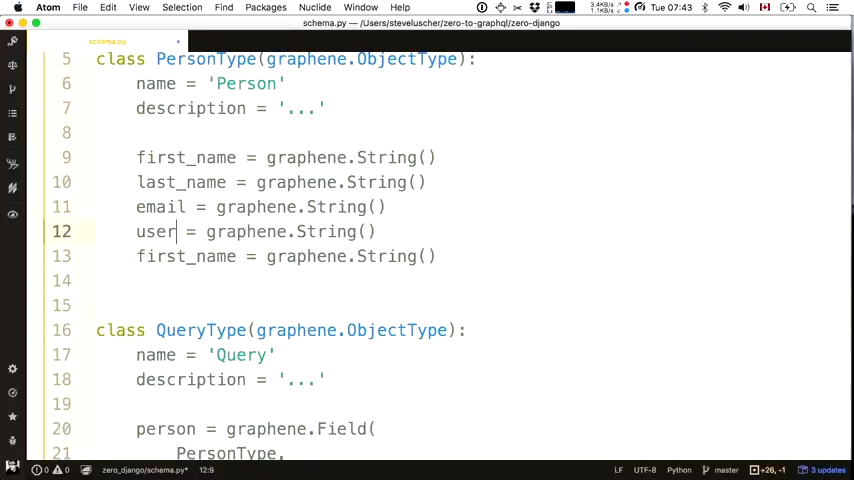 Atom File Edit View Selection Find Packages Nuclide Window Help 3.4KB/s 1.1KB/s Tue 07:43
schema.py — /Users/steveluscher/zero-to-graphql/zero-django
schema.py
5 class PersonType(graphene.ObjectType):
6 name = 'Person'
7 description = '...'
8
9 first_name = graphene.String()
10 last_name = graphene.String()
11 email = graphene.String()
12 user = graphene.String()
13 first_name = graphene.String()
14
15
16 class QueryType(graphene.ObjectType):
17 name = 'Query'
18 description = '...'
19
20 person = graphene.Field(
21 PersonType,
0 0 zero_django/schema.py* 12:9 LF UTF-8 Python master +26, -1 3 updates